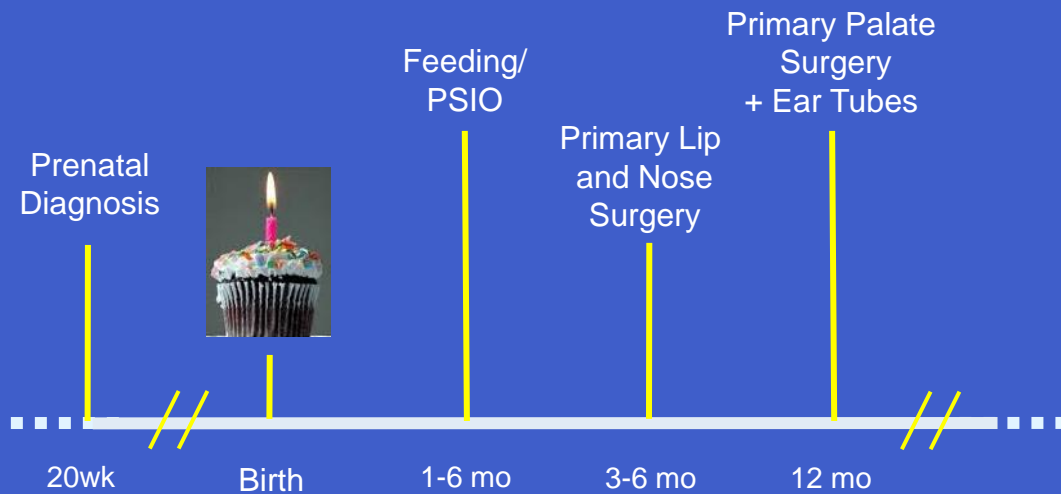 Prenatal
Diagnosis
Feeding/
PSIO
Primary Lip
and Nose
Surgery
Primary Palate
Surgery
+ Ear Tubes
20wk
Birth
1-6 mo
3-6 mo
12 mo